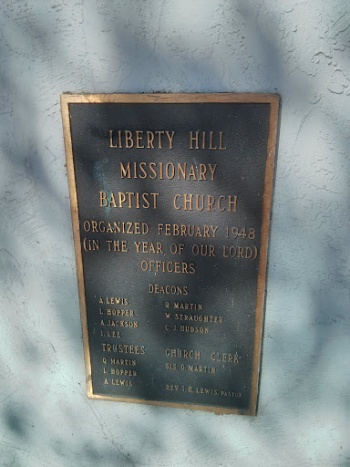 LIBERTY HILL
MISSIONARY
BAPTIST CHURCH
ORGANIZED FEBRUARY 1948
(IN THE YEAR OF OUR LORD)
OFFICERS
DEACONS
A. LEWIS R MARTIN
L. HOPPER W STRAUGHTER
A. JACKSON C. J. HUDSON
I. LEE
TRUSTEES CHURCH CLERK
O. MARTIN SIS O. MARTIN
L. HOPPER
A. LEWIS REV. J. E. LEWIS, PASTOR